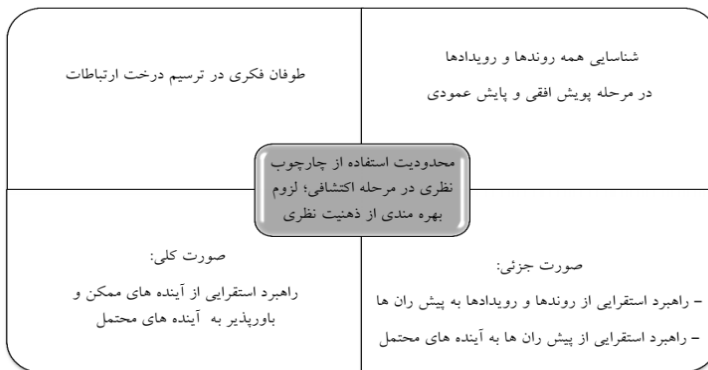 شناسایی همه روندها و رویدادها
در مرحله پویش افقی و پایش عمودی
طوفان فکری در ترسیم درخت ارتباطات
محدودیت استفاده از چارچوب
نظری در مرحله اکتشافی؛ لزوم
بهره مندی از ذهنیت نظری
صورت جزئی:
– راهبرد استقرایی از روندها و رویدادها به پیش ران ها
– راهبرد استقرایی از پیش ران ها به آینده های محتمل
صورت کلی:
راهبرد استقرایی از آینده های ممکن و
باورپذیر به آینده های محتمل